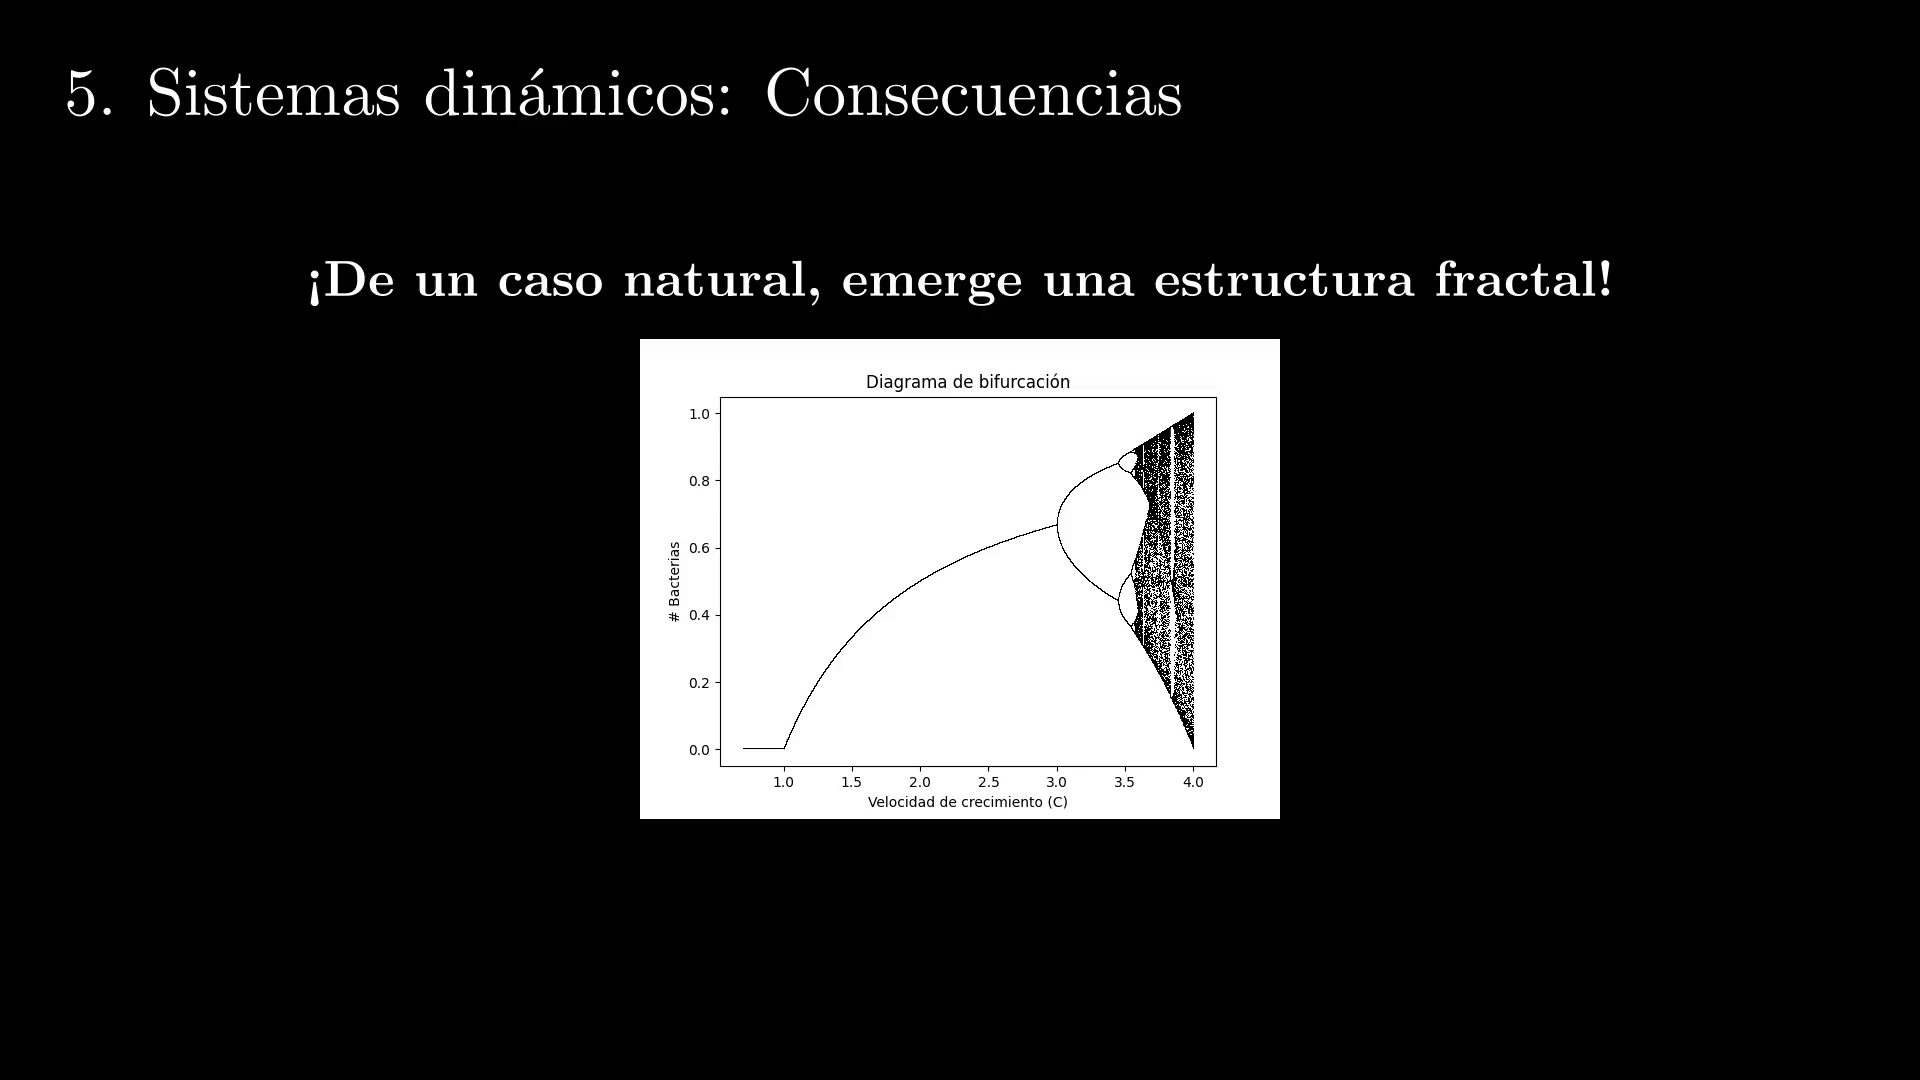 5. Sistemas dinámicos: Consecuencias
¡De un caso natural, emerge una estructura fractal!
Diagrama de bifurcación
1.0
0.8
0.6
0.4
0.2
0.0
# Bacterias
1.0 1.5 2.0 2.5 3.0 3.5 4.0
Velocidad de crecimiento (C)